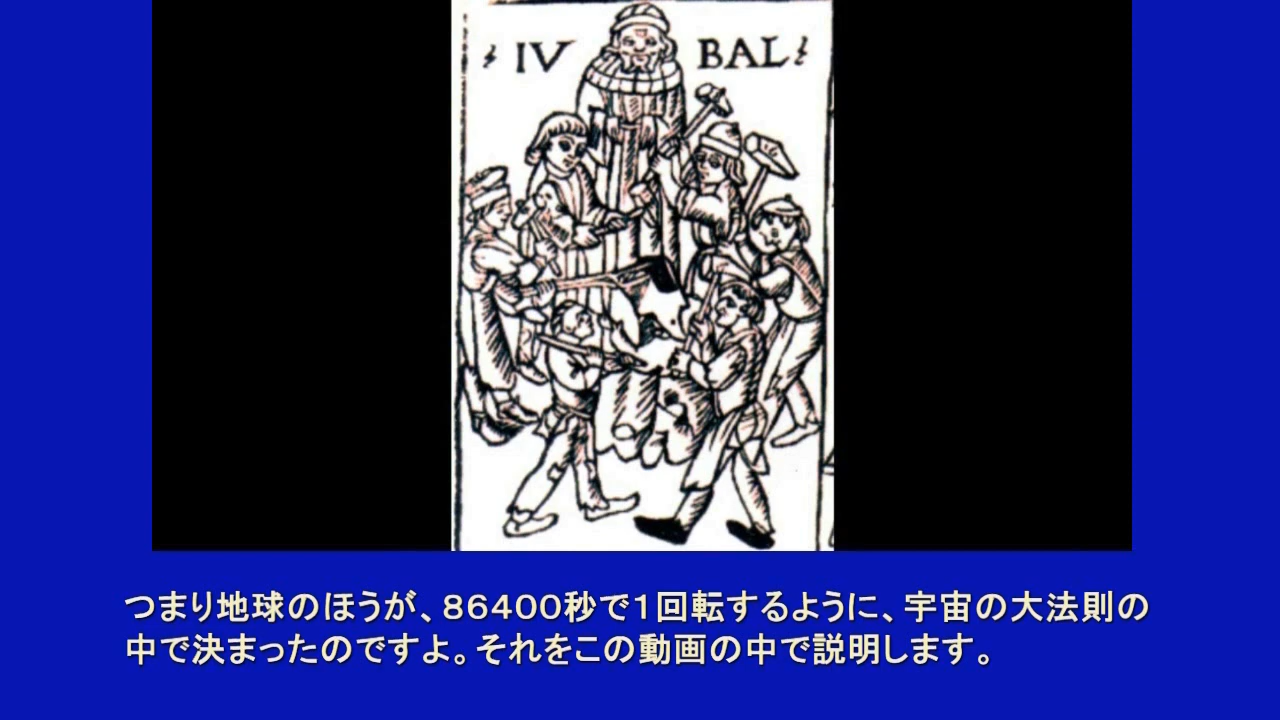 IV BAL
つまり地球のほうが、８６４００秒で１回転するように、宇宙の大法則の
中で決まったのですよ。それをこの動画の中で説明します。